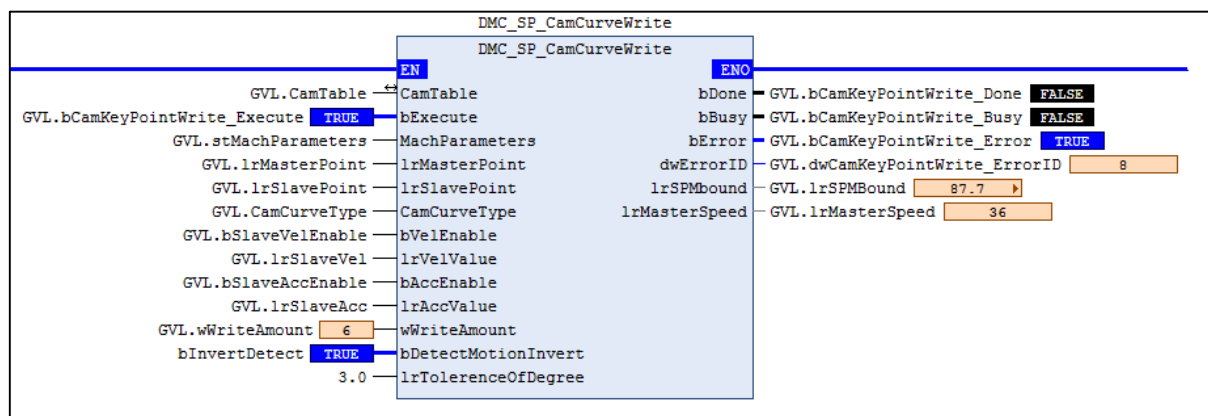 DMC_SP_CamCurveWrite
DMC_SP_CamCurveWrite
EN ENO
GVL.CamTable CamTable bDone GVL.bCamKeyPointWrite_Done FALSE
GVL.bCamKeyPointWrite_Execute TRUE bExecute bBusy GVL.bCamKeyPointWrite_Busy FALSE
GVL.stMachParameters MachParameters bError GVL.bCamKeyPointWrite_Error TRUE
GVL.lrMasterPoint lrMasterPoint dwErrorID GVL.dwCamKeyPointWrite_ErrorID 8
GVL.lrSlavePoint lrSlavePoint lrSPMbound GVL.lrSPMBound 87.7
GVL.CamCurveType CamCurveType lrMasterSpeed GVL.lrMasterSpeed 36
GVL.bSlaveVelEnable bVelEnable
GVL.lrSlaveVel lrVelValue
GVL.bSlaveAccEnable bAccEnable
GVL.lrSlaveAcc lrAccValue
GVL.wWriteAmount 6 wWriteAmount
bInvertDetect TRUE bDetectMotionInvert
3.0 lrTolerenceOfDegree